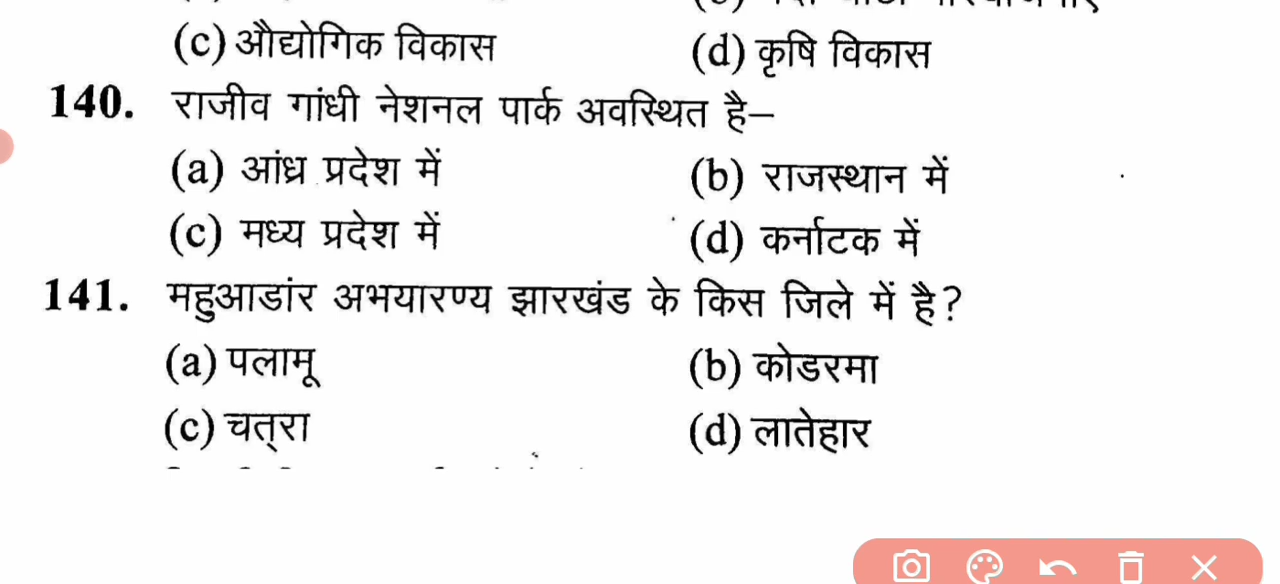 (c) औद्योगिक विकास (d) कृषि विकास
140. राजीव गांधी नेशनल पार्क अवस्थित है–
(a) आंध्र प्रदेश में (b) राजस्थान में
(c) मध्य प्रदेश में (d) कर्नाटक में
141. महुआडांर अभयारण्य झारखंड के किस जिले में है?
(a) पलामू (b) कोडरमा
(c) चत्रा (d) लातेहार